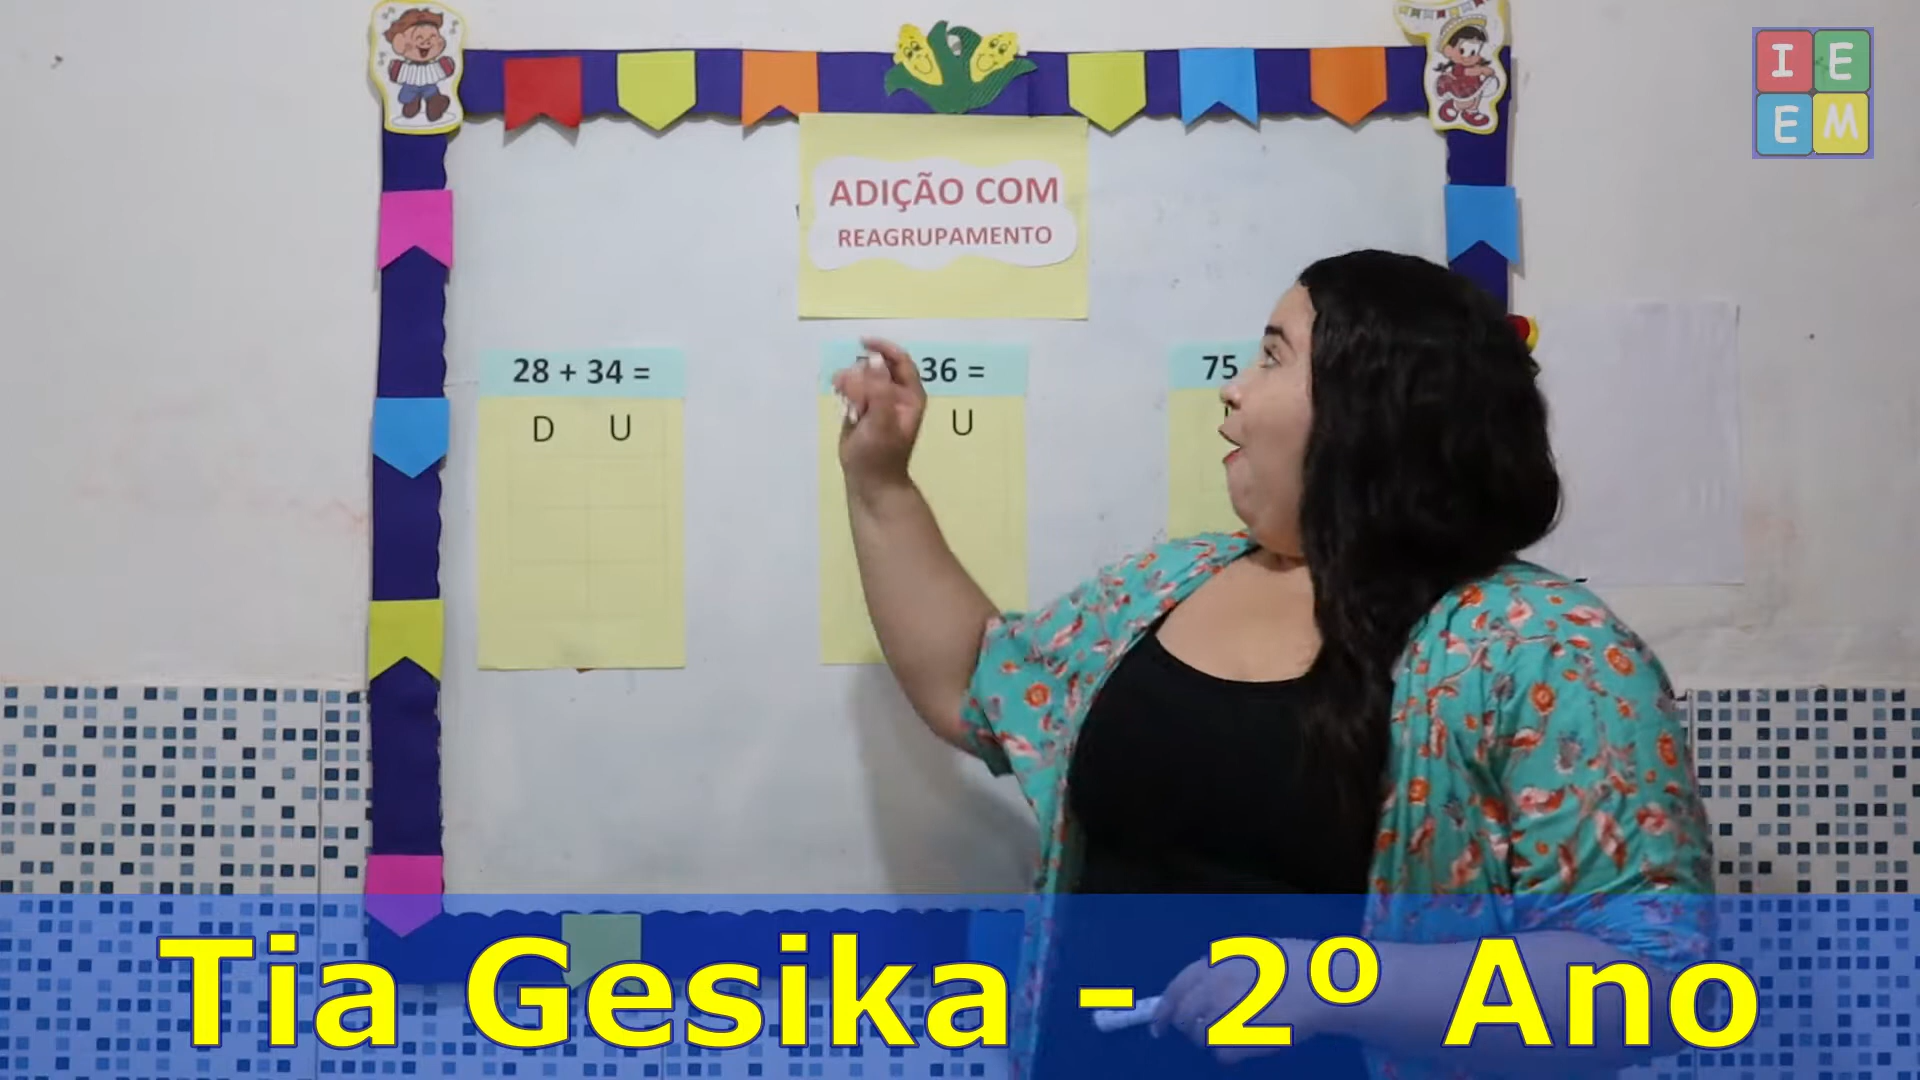 I E
E M
ADIÇÃO COM
REAGRUPAMENTO
28 + 34 =
36 =
75
D U
U
Tia Gesika - 2º Ano